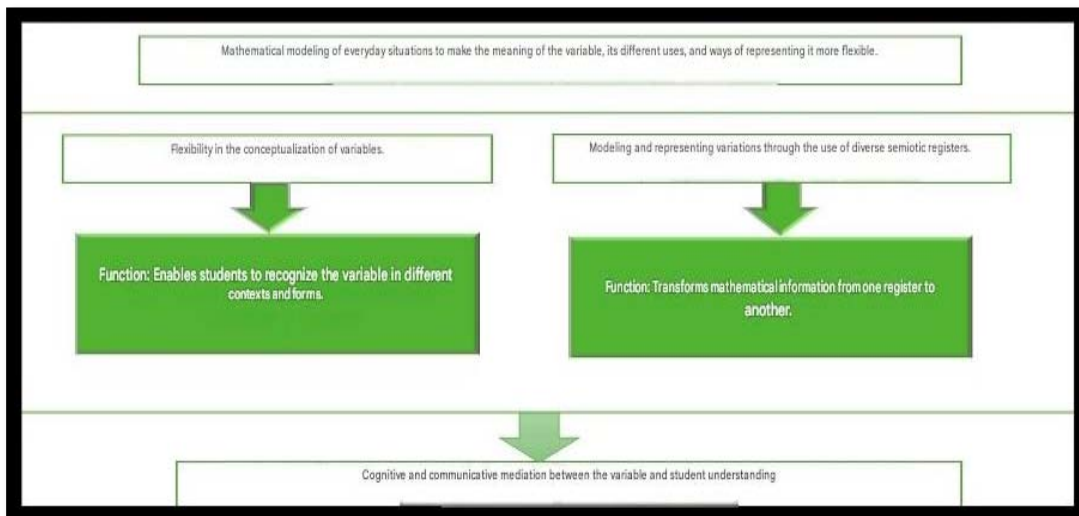 Mathematical modeling of everyday situations to make the meaning of the variable, its different uses, and ways of representing it more flexible.
Flexibility in the conceptualization of variables.
Modeling and representing variations through the use of diverse semiotic registers.
Function: Enables students to recognize the variable in different
contexts and forms.
Function: Transforms mathematical information from one register to
another.
Cognitive and communicative mediation between the variable and student understanding